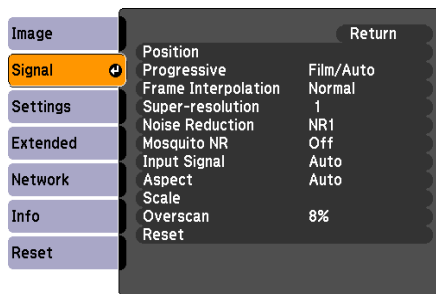 Image
Signal
Settings
Extended
Network
Info
Reset
Return
Position
Progressive Film/Auto
Frame Interpolation Normal
Super-resolution 1
Noise Reduction NR1
Mosquito NR Off
Input Signal Auto
Aspect Auto
Scale
Overscan 8%
Reset